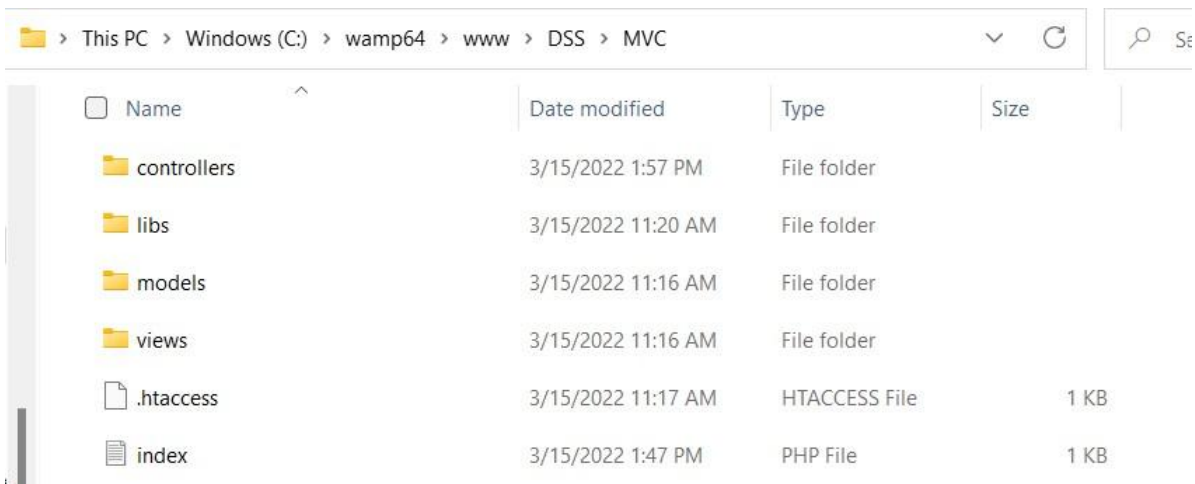 This PC > Windows (C:) > wamp64 > www > DSS > MVC
Name Date modified Type Size
controllers 3/15/2022 1:57 PM File folder
libs 3/15/2022 11:20 AM File folder
models 3/15/2022 11:16 AM File folder
views 3/15/2022 11:16 AM File folder
.htaccess 3/15/2022 11:17 AM HTACCESS File 1 KB
index 3/15/2022 1:47 PM PHP File 1 KB